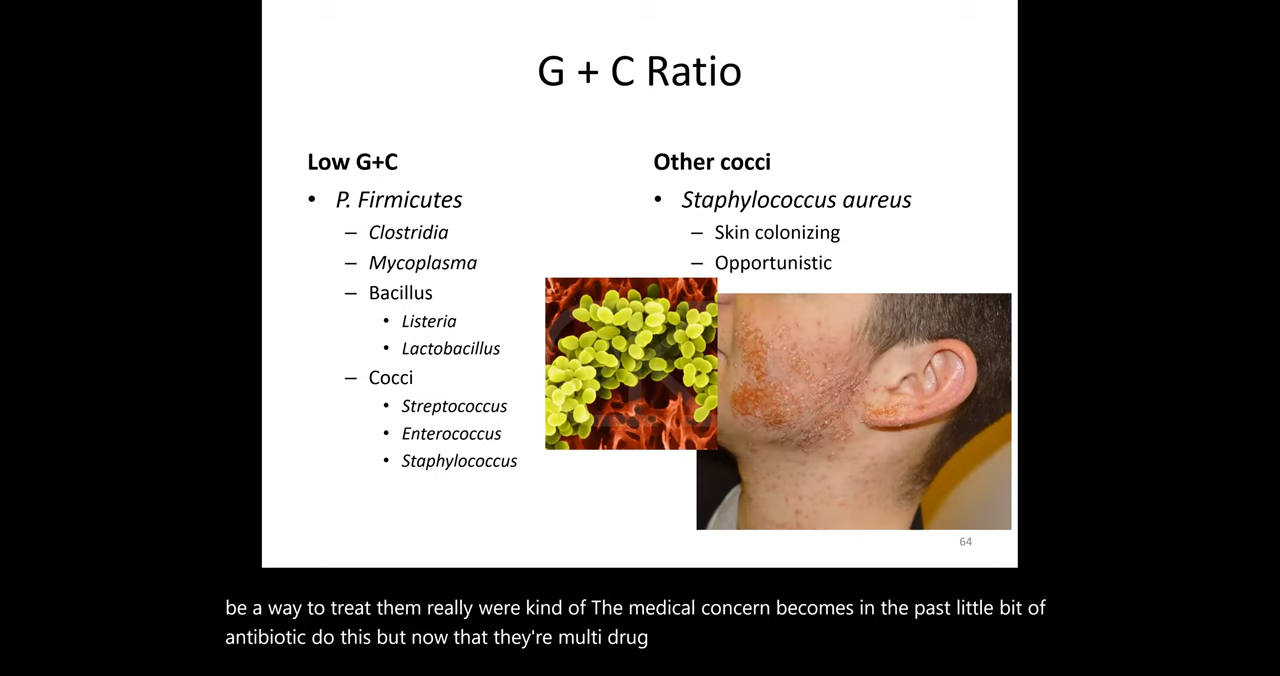 G + C Ratio
Low G+C
• P. Firmicutes
– Clostridia
– Mycoplasma
– Bacillus
• Listeria
• Lactobacillus
– Cocci
• Streptococcus
• Enterococcus
• Staphylococcus
Other cocci
• Staphylococcus aureus
– Skin colonizing
– Opportunistic
64
be a way to treat them really were kind of The medical concern becomes in the past little bit of
antibiotic do this but now that they're multi drug